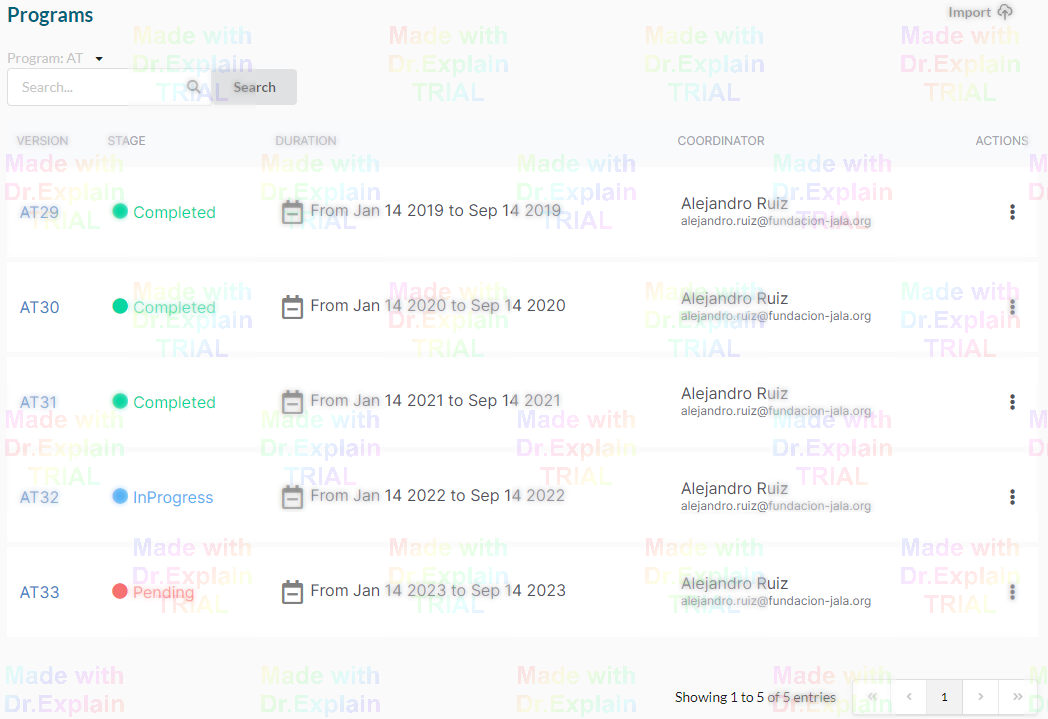 Programs
Import
Program: AT
Search...
Search
VERSION STAGE DURATION COORDINATOR ACTIONS
AT29 Completed From Jan 14 2019 to Sep 14 2019 Alejandro Ruiz
alejandro.ruiz@fundacion-jala.org
AT30 Completed From Jan 14 2020 to Sep 14 2020 Alejandro Ruiz
alejandro.ruiz@fundacion-jala.org
AT31 Completed From Jan 14 2021 to Sep 14 2021 Alejandro Ruiz
alejandro.ruiz@fundacion-jala.org
AT32 InProgress From Jan 14 2022 to Sep 14 2022 Alejandro Ruiz
alejandro.ruiz@fundacion-jala.org
AT33 Pending From Jan 14 2023 to Sep 14 2023 Alejandro Ruiz
alejandro.ruiz@fundacion-jala.org
Showing 1 to 5 of 5 entries « ‹ 1 › »
Made with
Dr.Explain
TRIAL